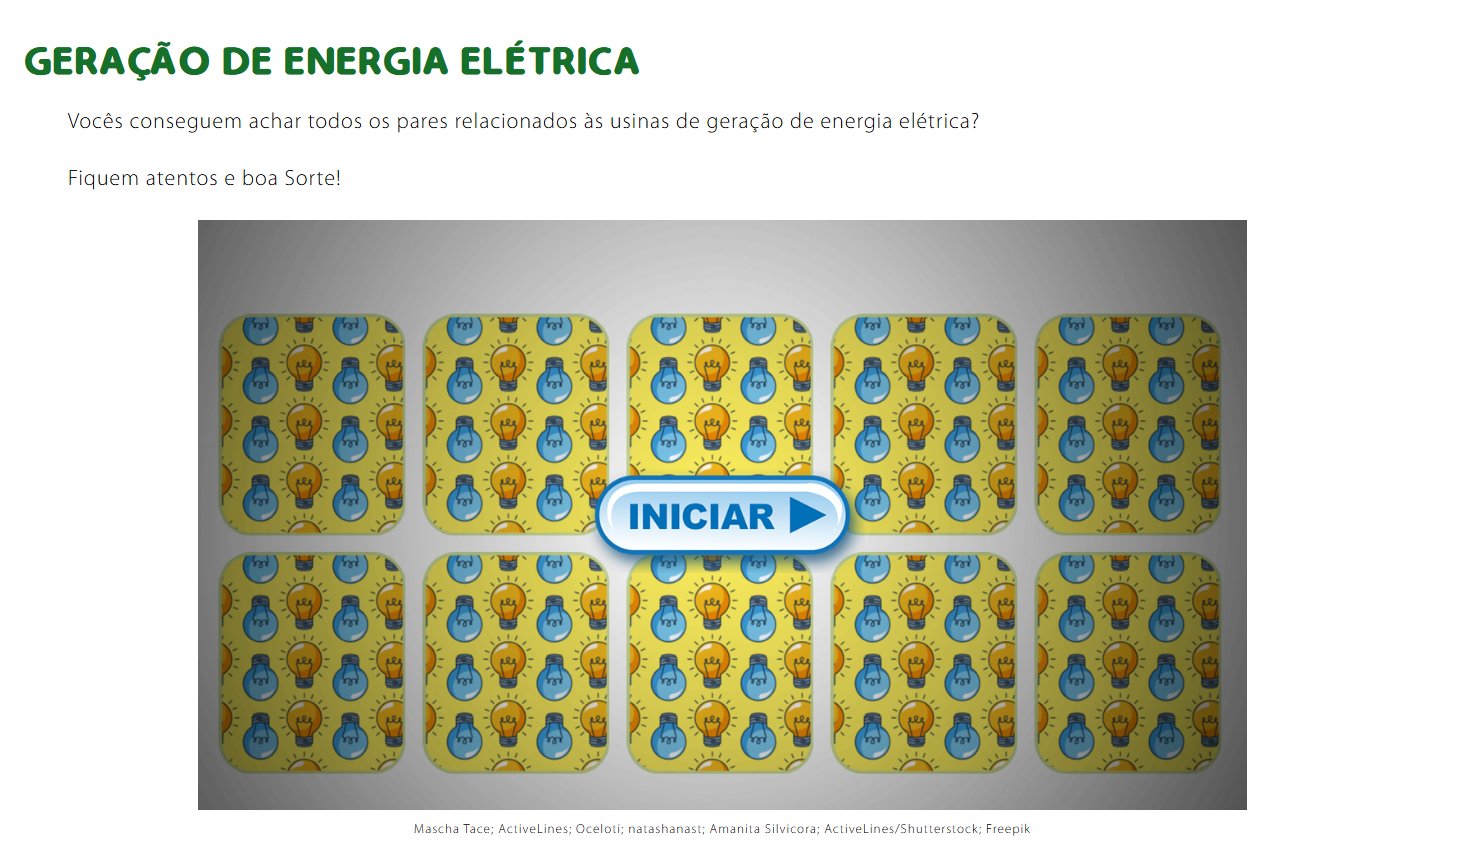 GERAÇÃO DE ENERGIA ELÉTRICA
Vocês conseguem achar todos os pares relacionados às usinas de geração de energia elétrica?
Fiquem atentos e boa Sorte!
INICIAR
Mascha Tace; ActiveLines; Oceloti; natashanast; Amanita Silvicora; ActiveLines/Shutterstock; Freepik